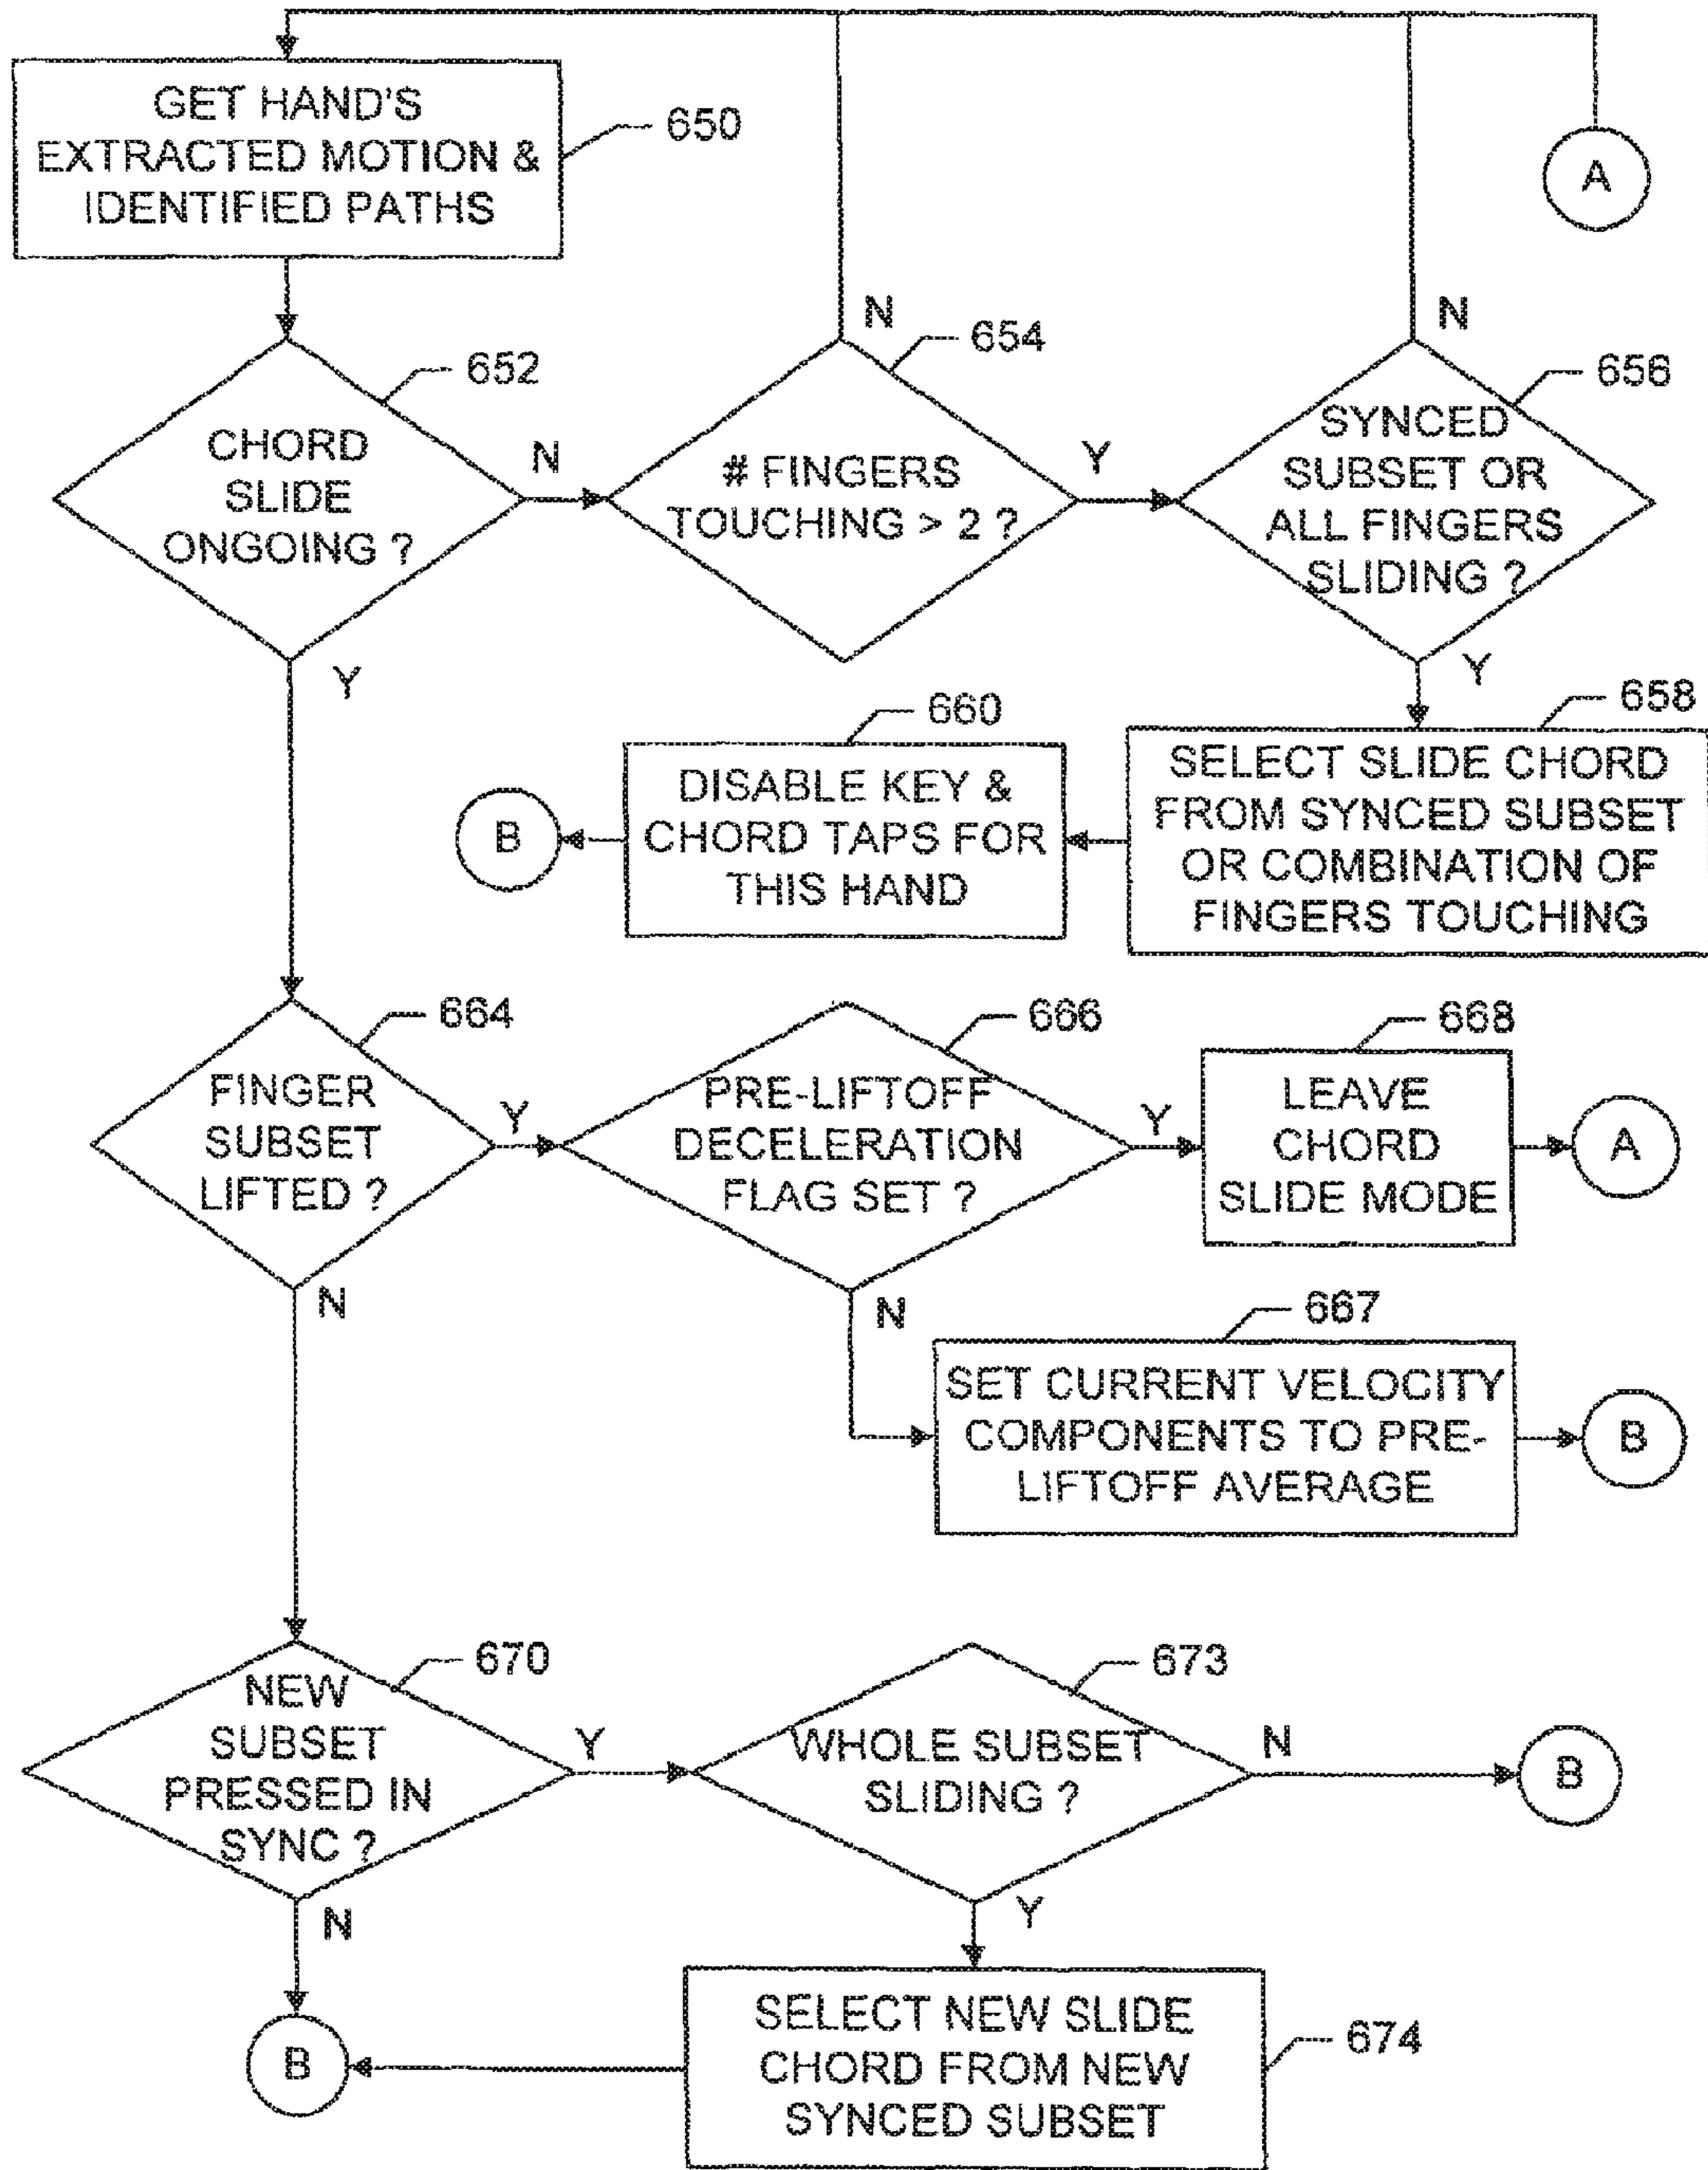 GET HAND'S
EXTRACTED MOTION &
IDENTIFIED PATHS
650
A
CHORD
SLIDE
ONGOING ?
652
N
Y
# FINGERS
TOUCHING > 2 ?
654
N
Y
SYNCED
SUBSET OR
ALL FINGERS
SLIDING ?
656
N
Y
SELECT SLIDE CHORD
FROM SYNCED SUBSET
OR COMBINATION OF
FINGERS TOUCHING
658
DISABLE KEY &
CHORD TAPS FOR
THIS HAND
660
B
FINGER
SUBSET
LIFTED ?
664
Y
N
PRE-LIFTOFF
DECELERATION
FLAG SET ?
666
Y
N
LEAVE
CHORD
SLIDE MODE
668
A
SET CURRENT VELOCITY
COMPONENTS TO PRE-
LIFTOFF AVERAGE
667
B
NEW
SUBSET
PRESSED IN
SYNC ?
670
Y
N
WHOLE SUBSET
SLIDING ?
673
N
Y
B
SELECT NEW SLIDE
CHORD FROM NEW
SYNCED SUBSET
674
B